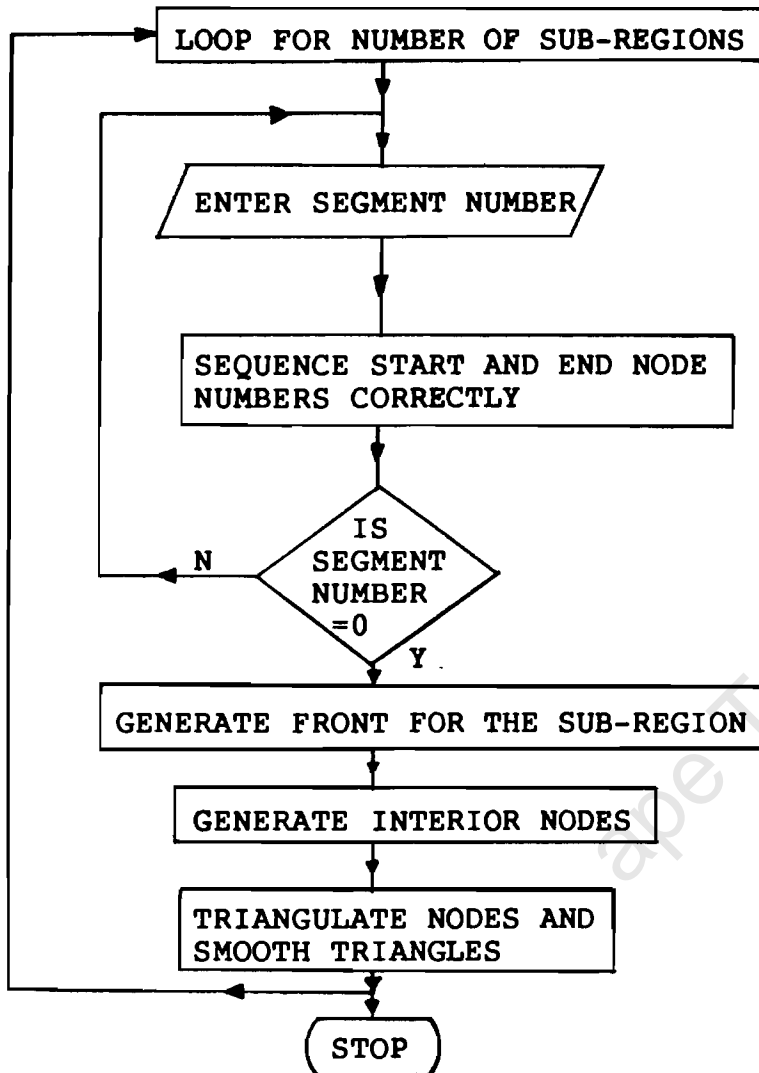 LOOP FOR NUMBER OF SUB-REGIONS
ENTER SEGMENT NUMBER
SEQUENCE START AND END NODE
NUMBERS CORRECTLY
IS
N
SEGMENT
NUMBER
=0
Y
GENERATE FRONT FOR THE SUB-REGION
GENERATE INTERIOR NODES
TRIANGULATE NODES AND
SMOOTH TRIANGLES
STOP
ape T